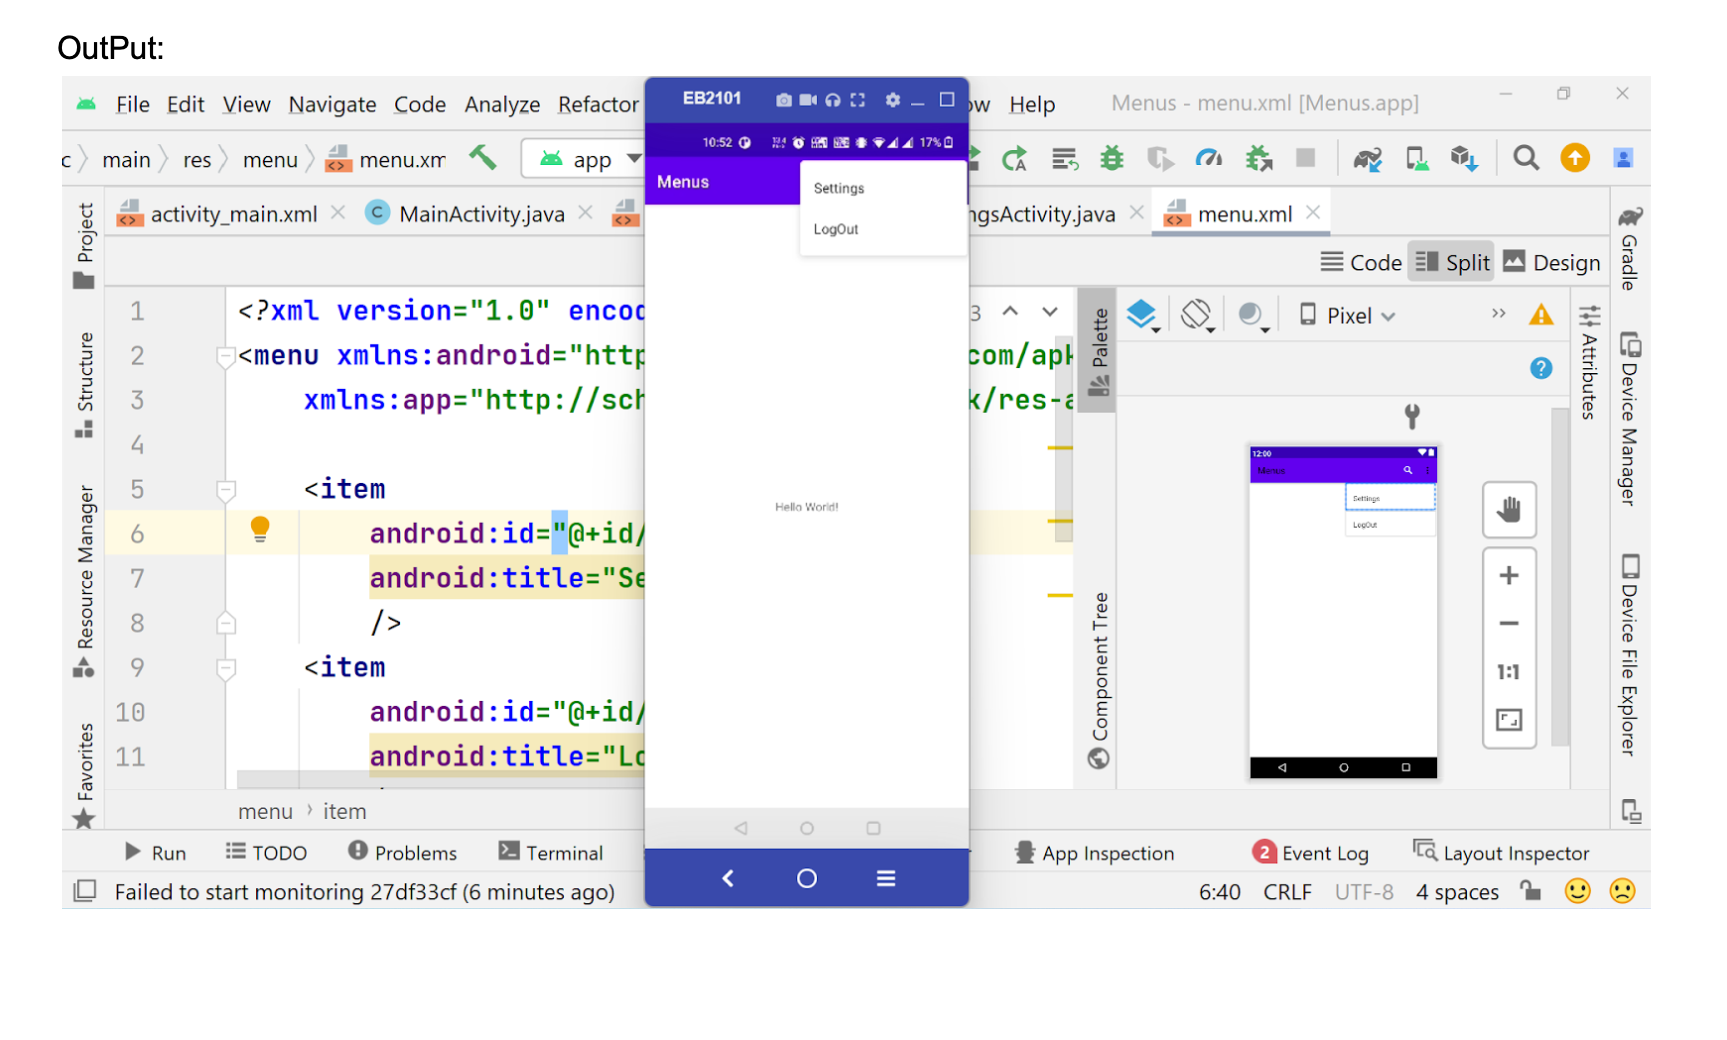 OutPut:
File Edit View Navigate Code Analyze Refactor
EB2101
Help
Menus - menu.xml [Menus.app]
main res menu
app
10:52
17%
Menus
Settings
LogOut
Hello World!
activity_main.xml
MainActivity.java
ngsActivity.java
menu.xml
Code Split Design
1 <?xml version="1.0" encod
2 <menu xmlns:android="http
com/apk
3 xmlns:app="http://sch
k/res-a
4
5 <item
6 android:id="@+id/
7 android:title="Se
8 />
9 <item
10 android:id="@+id/
11 android:title="Lo
3
menu item
Project
Structure
Resource Manager
Favorites
Palette
Component Tree
Pixel
12:00
Menus
Settings
LogOut
1:1
Attributes
Gradle
Device Manager
Device File Explorer
Run TODO Problems Terminal
App Inspection
2 Event Log
Layout Inspector
Failed to start monitoring 27df33cf (6 minutes ago)
6:40 CRLF UTF-8 4 spaces